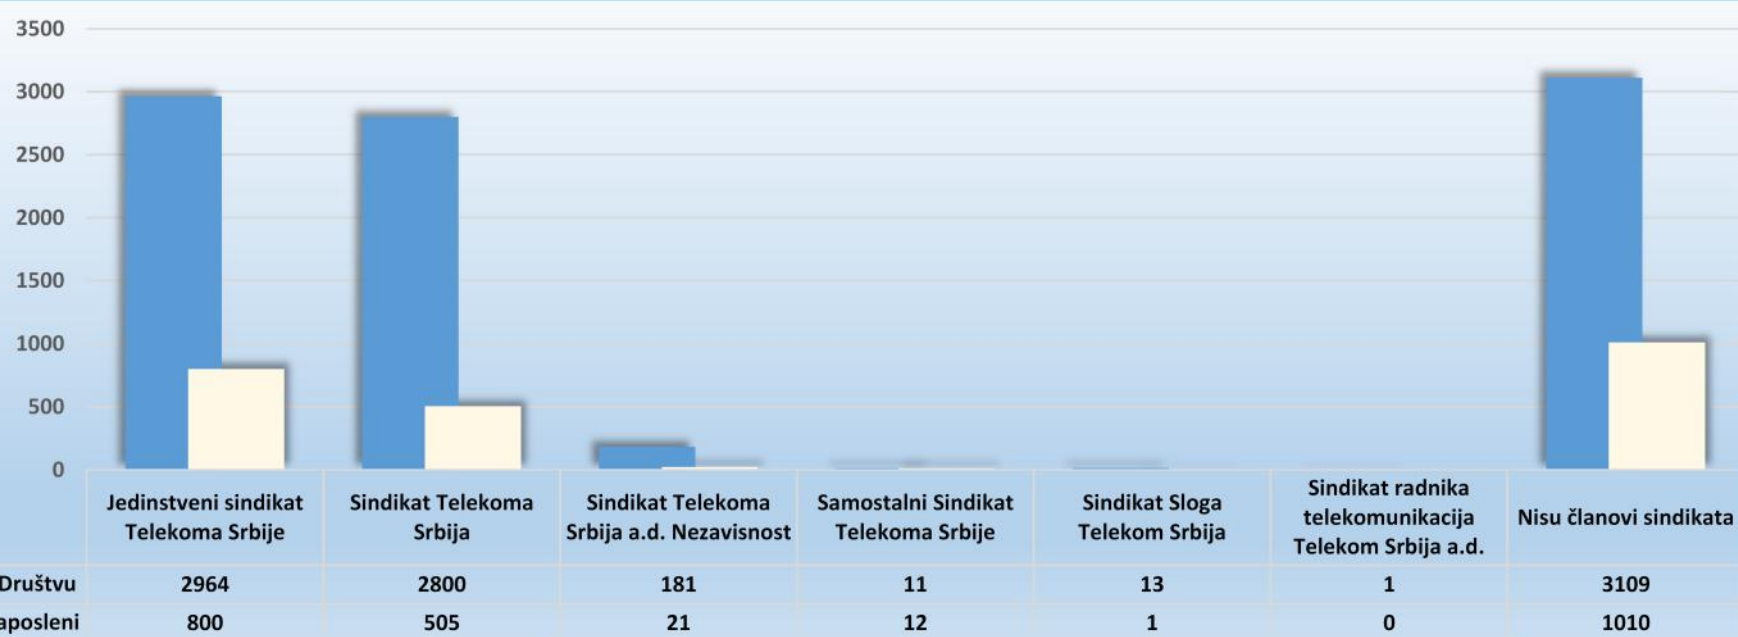 3500
3000
2500
2000
1500
1000
500
0
Jedinstveni sindikat
Telekoma Srbije
Sindikat Telekoma
Srbija
Sindikat Telekoma
Srbija a.d. Nezavisnost
Samostalni Sindikat
Telekoma Srbije
Sindikat Sloga
Telekom Srbija
Sindikat radnika
telekomunikacija
Telekom Srbija a.d.
Nisu članovi sindikata
Društvu 2964 2800 181 11 13 1 3109
aposleni 800 505 21 12 1 0 1010